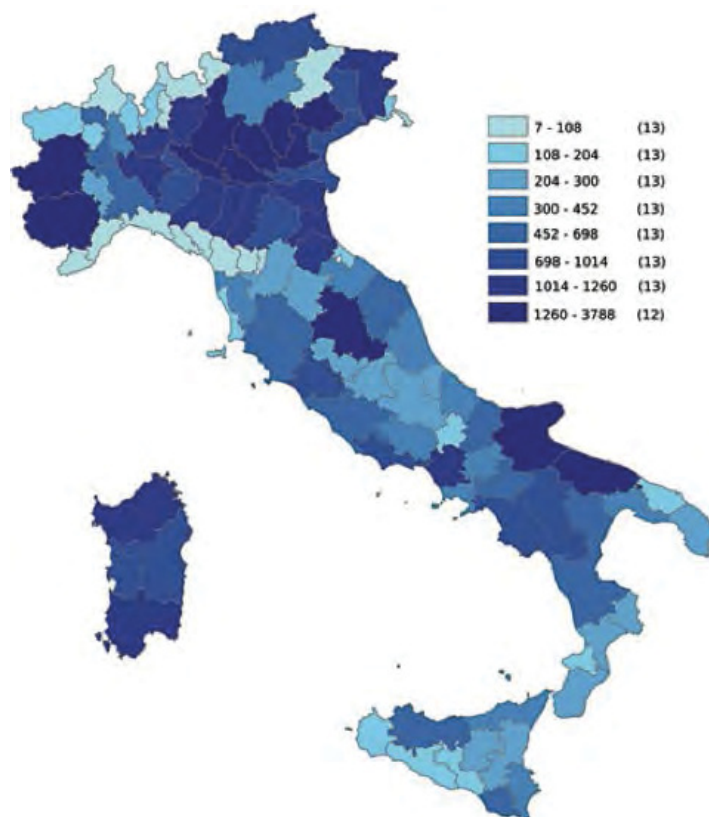 7 - 108 (13)
108 - 204 (13)
204 - 300 (13)
300 - 452 (13)
452 - 698 (13)
698 - 1014 (13)
1014 - 1260 (13)
1260 - 3788 (12)